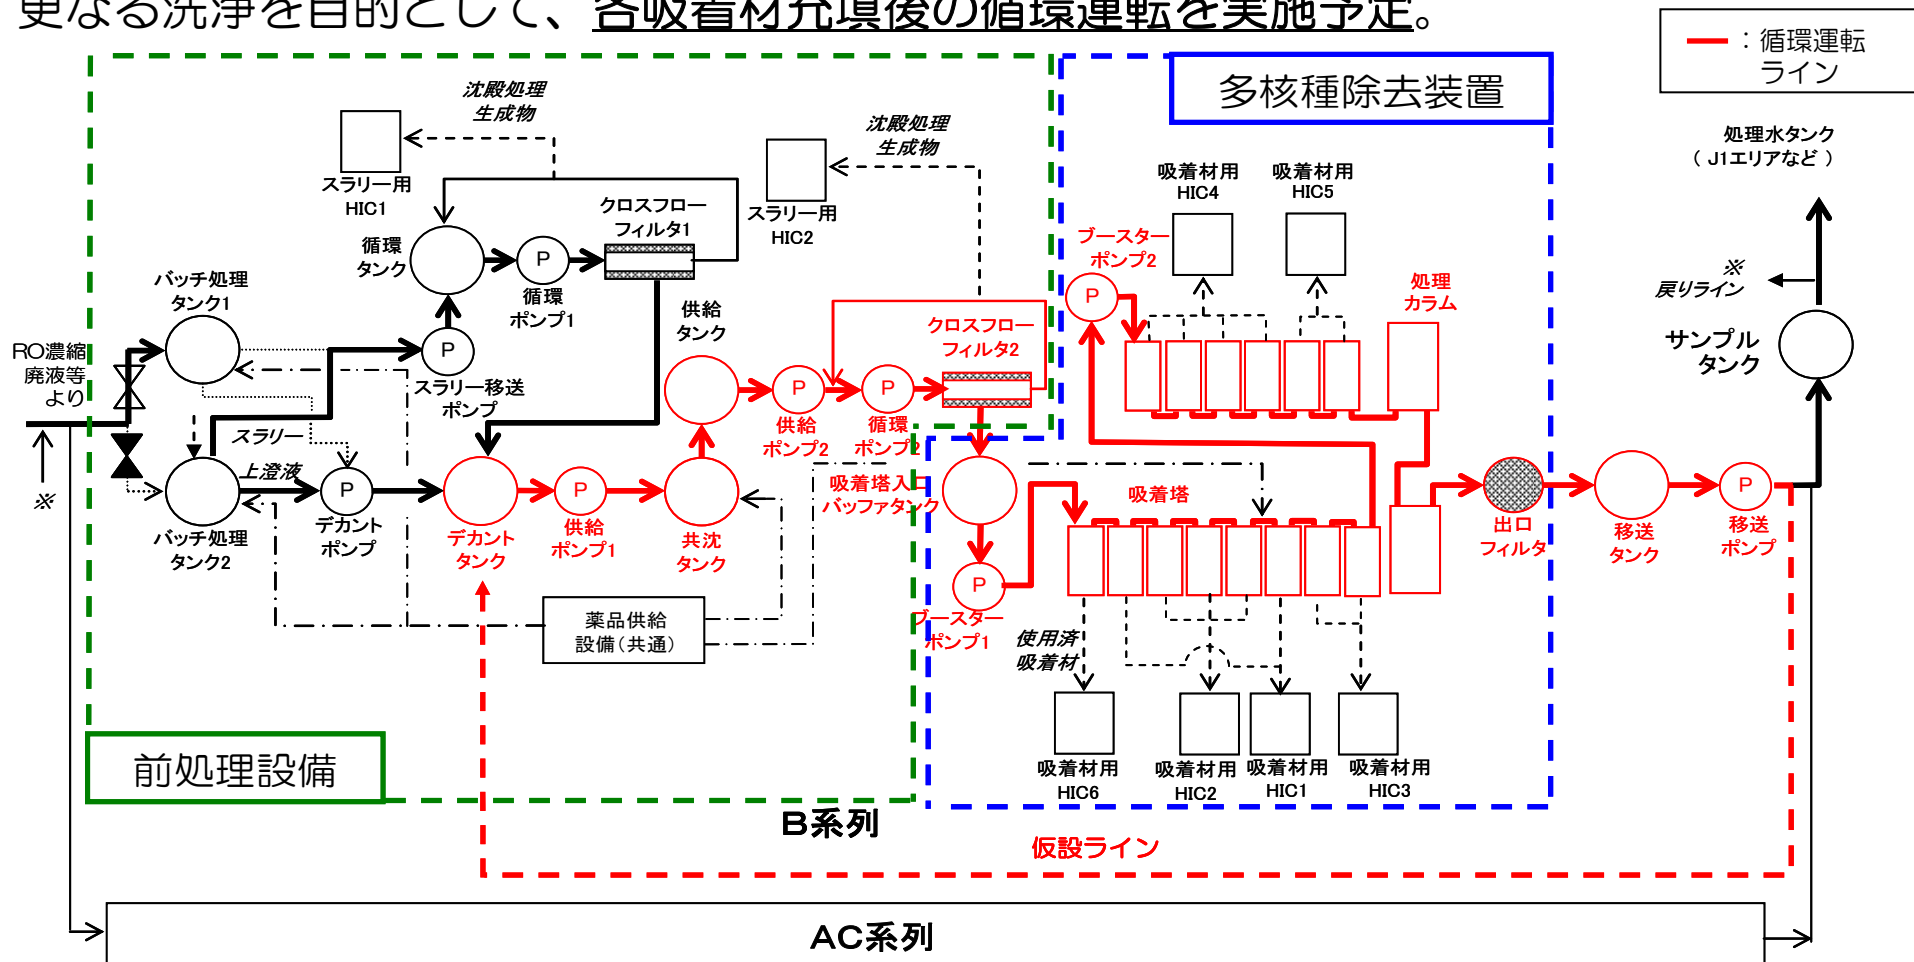 更なる洗浄を目的として、各吸着材充填後の循環運転を実施予定。
：循環運転
ライン
多核種除去装置
沈殿処理
生成物
沈殿処理
生成物
処理水タンク
（J1エリアなど）
スラリー用
HIC1
スラリー用
HIC2
吸着材用
HIC4
吸着材用
HIC5
クロスフロー
フィルタ1
循環
タンク
P
循環
ポンプ1
ブースター
ポンプ2
P
処理
カラム
※
戻りライン
バッチ処理
タンク1
供給
タンク
クロスフロー
フィルタ2
サンプル
タンク
RO濃縮
廃液等
より
P
スラリー移送
ポンプ
P
供給
ポンプ2
P
循環
ポンプ2
スラリー
上澄液
※
P
デカント
ポンプ
バッチ処理
タンク2
デカント
タンク
P
供給
ポンプ1
共沈
タンク
吸着塔入口
バッファタンク
吸着塔
出口
フィルタ
移送
タンク
P
移送
ポンプ
P
ブースター
ポンプ1
薬品供給
設備（共通）
使用済
吸着材
吸着材用
HIC6
吸着材用
HIC2
吸着材用
HIC1
吸着材用
HIC3
前処理設備
B系列
仮設ライン
AC系列